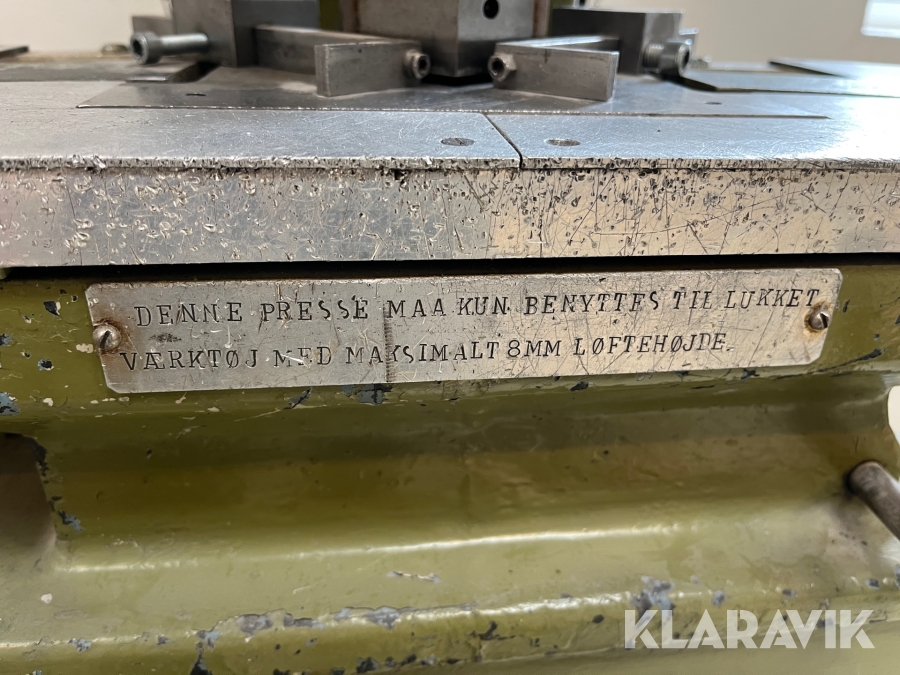 DENNE PRESSE MAA KUN. BENYTTES TIL LUKKET
VÆRKTØJ MED MAKSIMALT 8MM LØFTEHØJDE.
KLARAVIK